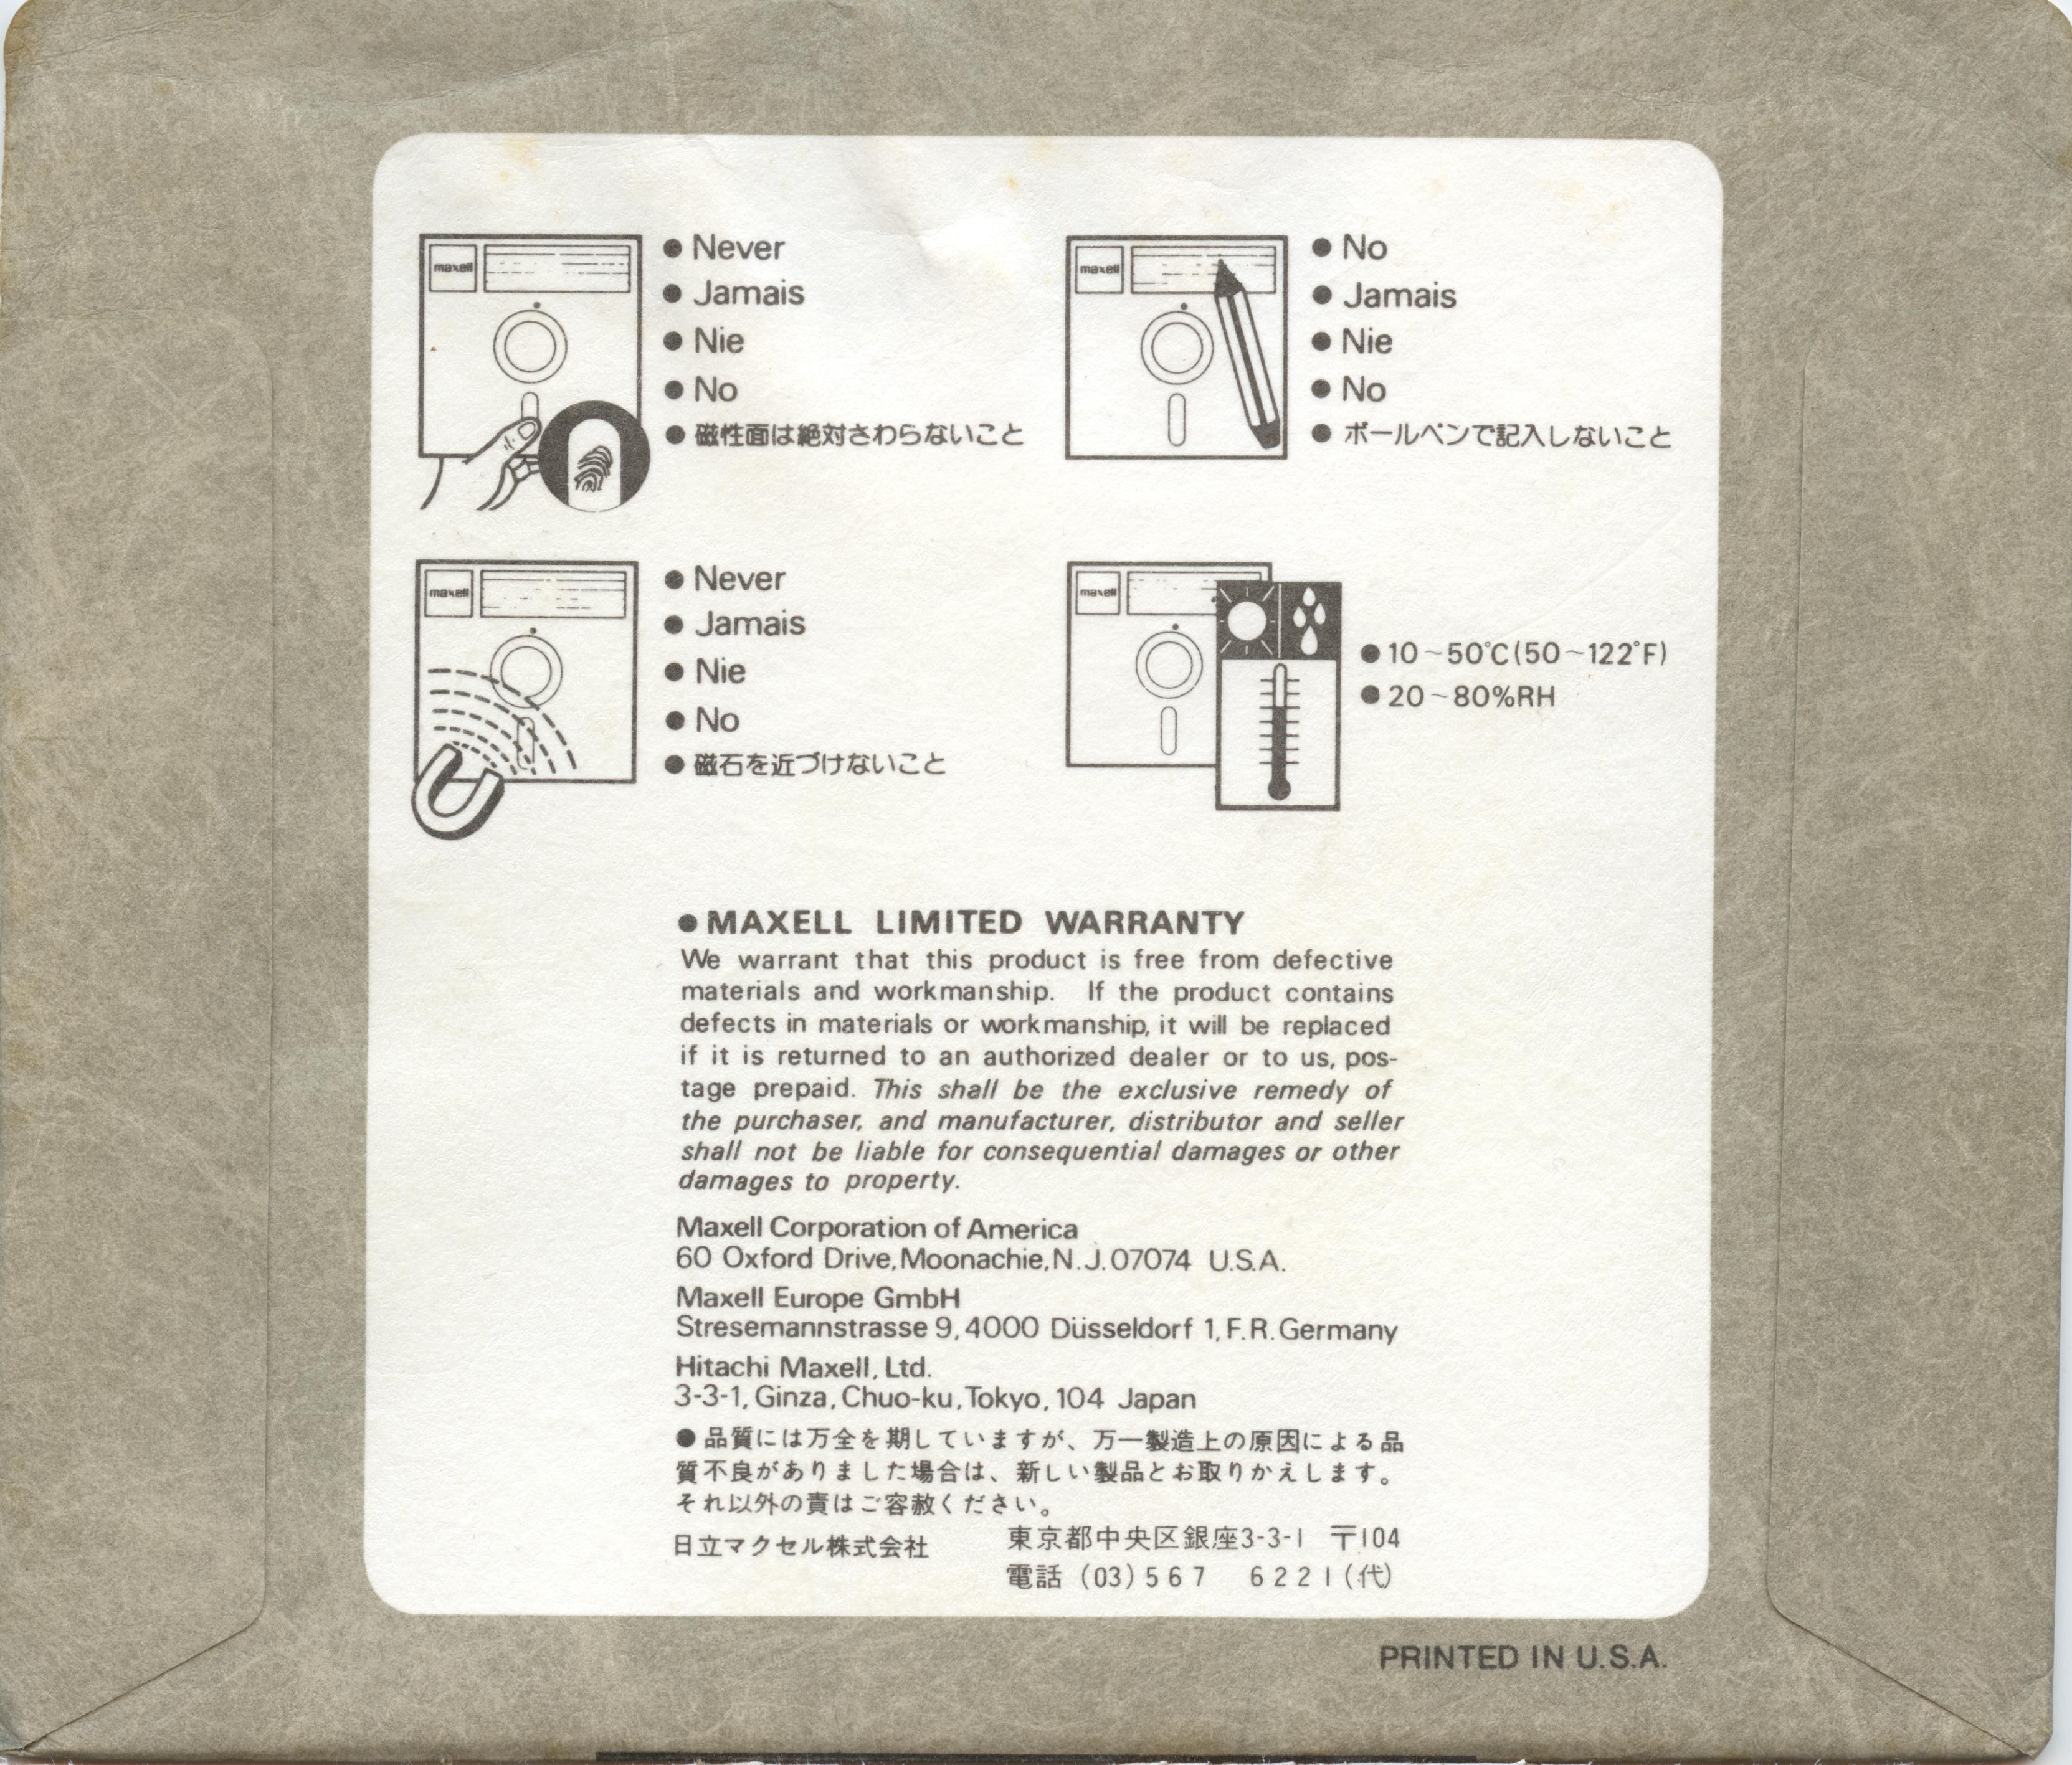 maxell
● Never
● Jamais
● Nie
● No
● 磁性面は絶対さわらないこと
maxell
● No
● Jamais
● Nie
● No
● ボールペンで記入しないこと
maxell
● Never
● Jamais
● Nie
● No
● 磁石を近づけないこと
maxell
● 10~50℃(50~122°F)
● 20~80%RH
● MAXELL LIMITED WARRANTY
We warrant that this product is free from defective
materials and workmanship. If the product contains
defects in materials or workmanship, it will be replaced
if it is returned to an authorized dealer or to us, pos-
tage prepaid. This shall be the exclusive remedy of
the purchaser, and manufacturer, distributor and seller
shall not be liable for consequential damages or other
damages to property.
Maxell Corporation of America
60 Oxford Drive, Moonachie, N.J. 07074 U.S.A.
Maxell Europe GmbH
Stresemannstrasse 9, 4000 Düsseldorf 1, F.R. Germany
Hitachi Maxell, Ltd.
3-3-1, Ginza, Chuo-ku, Tokyo, 104 Japan
● 品質には万全を期していますが、万一製造上の原因による品
質不良がありました場合は、新しい製品とお取りかえします。
それ以外の責はご容赦ください。
日立マクセル株式会社 東京都中央区銀座3-3-1 〒104
電話 (03) 567 6221 (代)
PRINTED IN U.S.A.